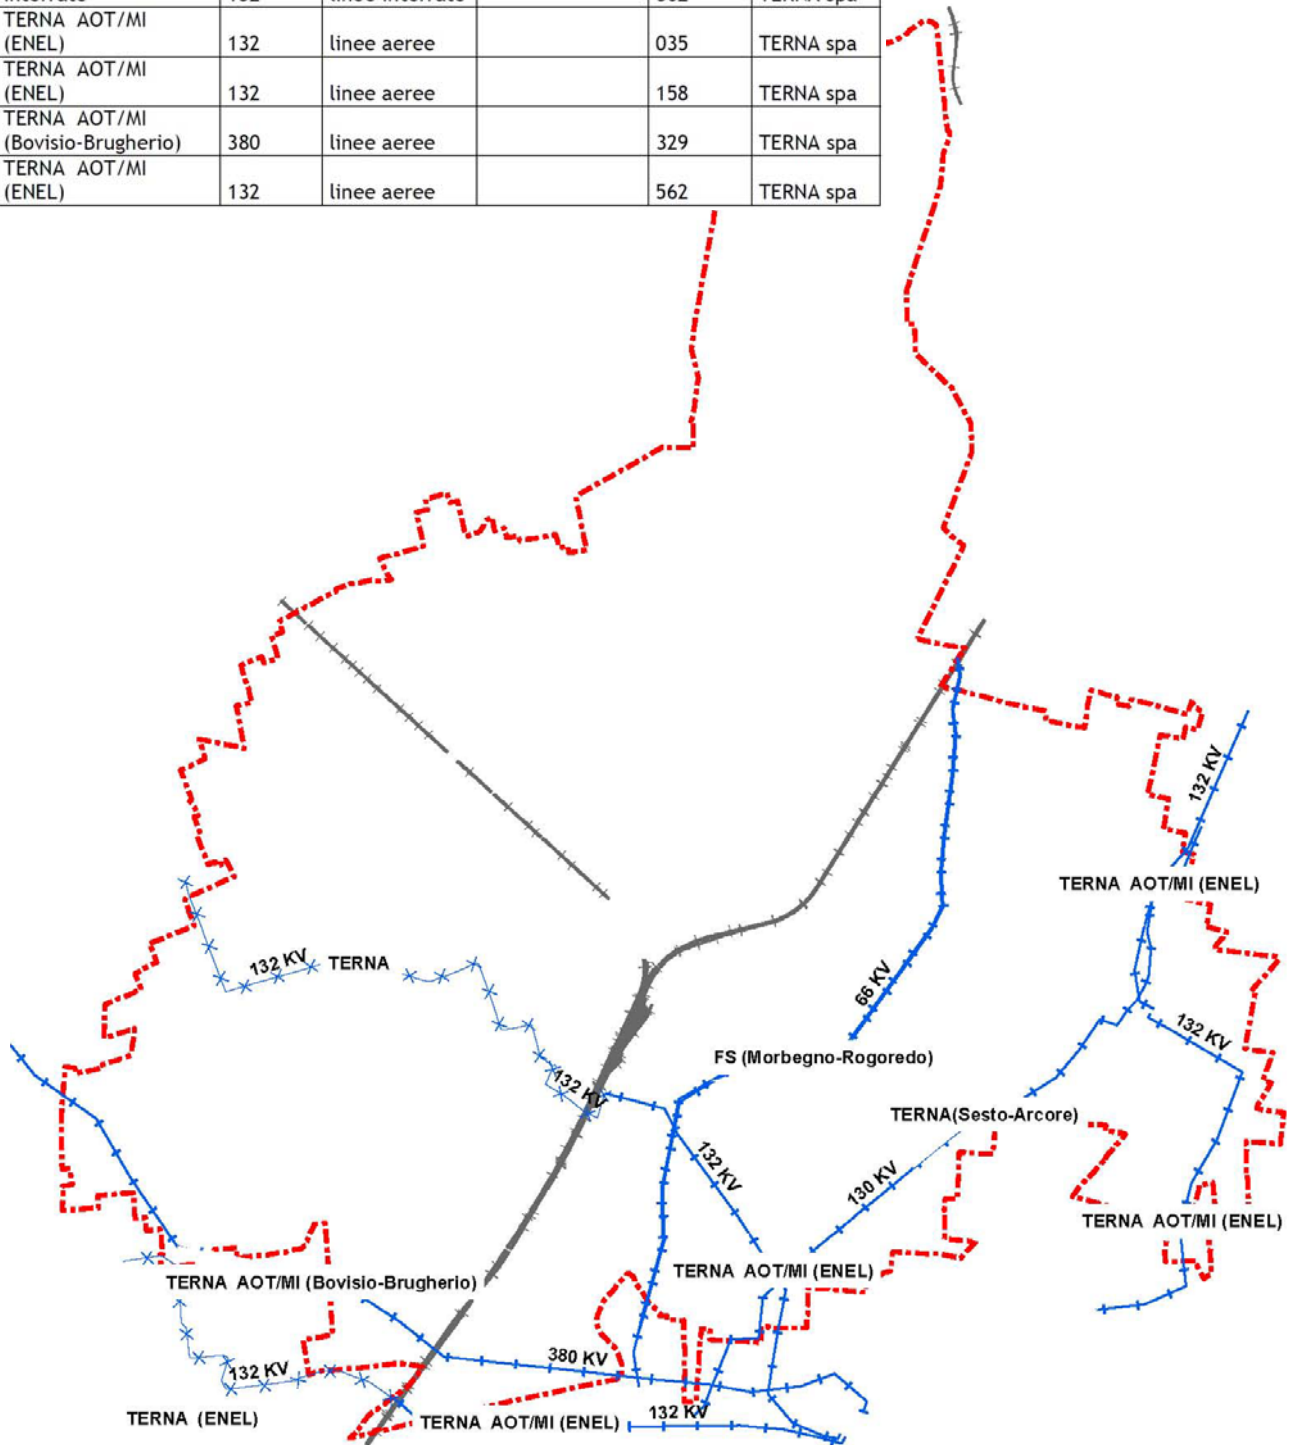 TERNA AOT/MI
(ENEL) 132 linee aeree 035 TERNA spa
TERNA AOT/MI
(ENEL) 132 linee aeree 158 TERNA spa
TERNA AOT/MI
(Bovisio-Brugherio) 380 linee aeree 329 TERNA spa
TERNA AOT/MI
(ENEL) 132 linee aeree 562 TERNA spa
132 KV
TERNA AOT/MI (ENEL)
132 KV TERNA
66 KV
132 KV
FS (Morbegno-Rogoredo)
132 KV
TERNA(Sesto-Arcore)
132 KV
130 KV
TERNA AOT/MI (ENEL)
TERNA AOT/MI (Bovisio-Brugherio)
TERNA AOT/MI (ENEL)
380 KV
132 KV
TERNA (ENEL)
TERNA AOT/MI (ENEL)
132 KV